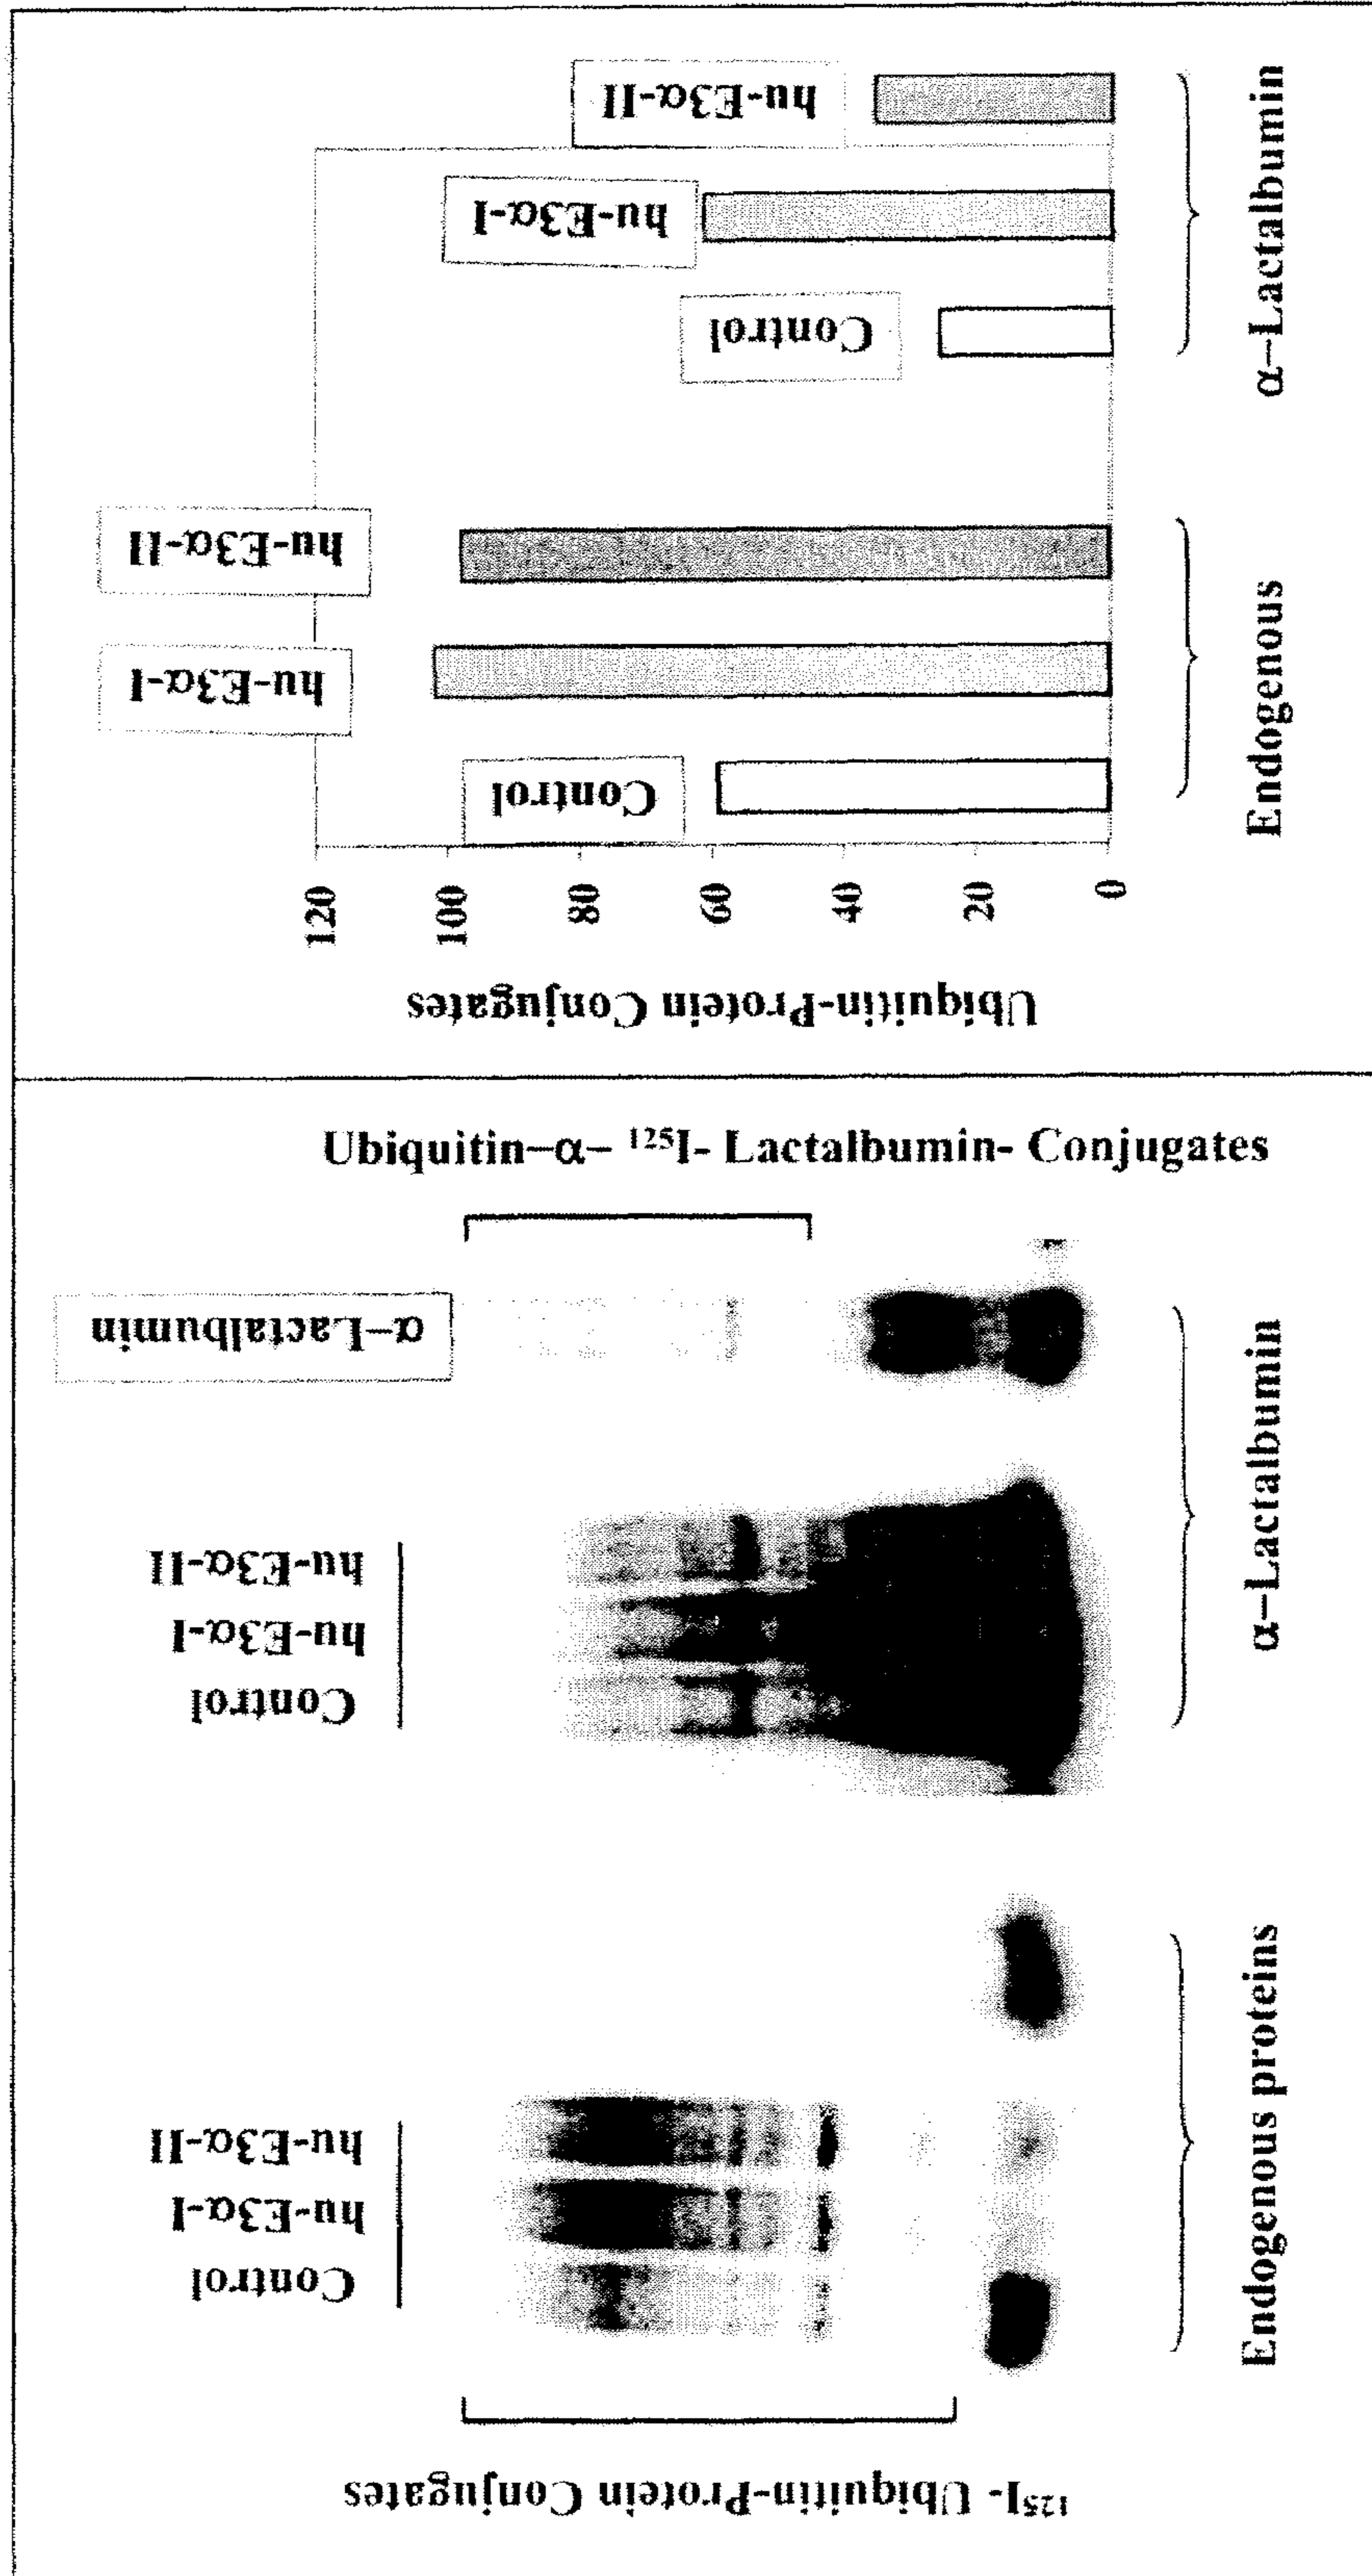 ¹²⁵I- Ubiquitin-Protein Conjugates
Control
hu-E3α-I
hu-E3α-II
Endogenous proteins
Control
hu-E3α-I
hu-E3α-II
α–Lactalbumin
α–Lactalbumin
Ubiquitin–α– ¹²⁵I- Lactalbumin- Conjugates
Ubiquitin-Protein Conjugates
120
100
80
60
40
20
0
Control
hu-E3α-I
hu-E3α-II
Endogenous
Control
hu-E3α-I
hu-E3α-II
α–Lactalbumin